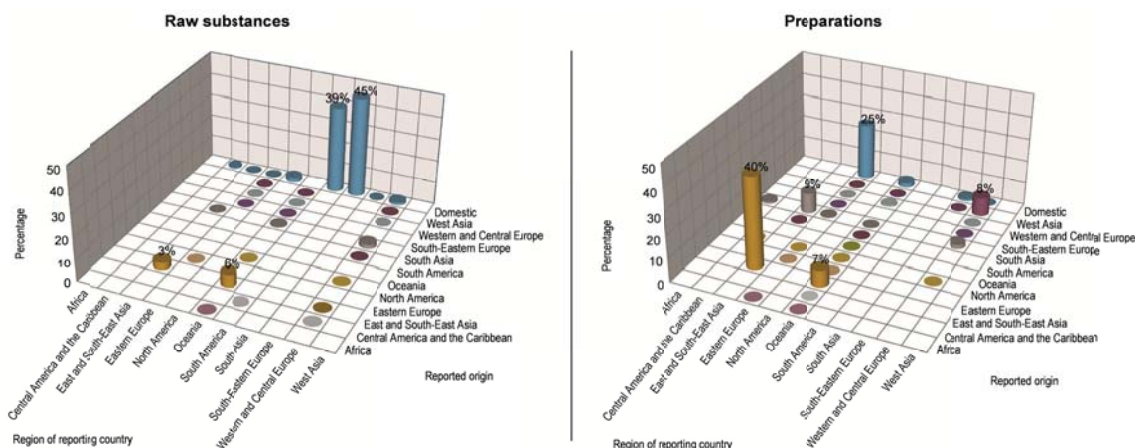 Raw substances
39%
45%
3%
6%
50
40
30
20
10
0
Percentage
Domestic
West Asia
Western and Central Europe
South-Eastern Europe
South Asia
South America
Oceania
North America
Eastern Europe
East and South-East Asia
Central America and the Caribbean
Africa
Africa
Central America and the Caribbean
East and South-East Asia
Eastern Europe
North America
Oceania
South America
South Asia
South-Eastern Europe
Western and Central Europe
West Asia
Reported origin
Region of reporting country
Preparations
25%
40%
9%
8%
7%
50
40
30
20
10
0
Percentage
Domestic
West Asia
Western and Central Europe
South-Eastern Europe
South Asia
South America
Oceania
North America
Eastern Europe
East and South-East Asia
Central America and the Caribbean
Africa
Africa
Central America and the Caribbean
East and South-East Asia
Eastern Europe
North America
Oceania
South America
South Asia
South-Eastern Europe
Western and Central Europe
West Asia
Reported origin
Region of reporting country